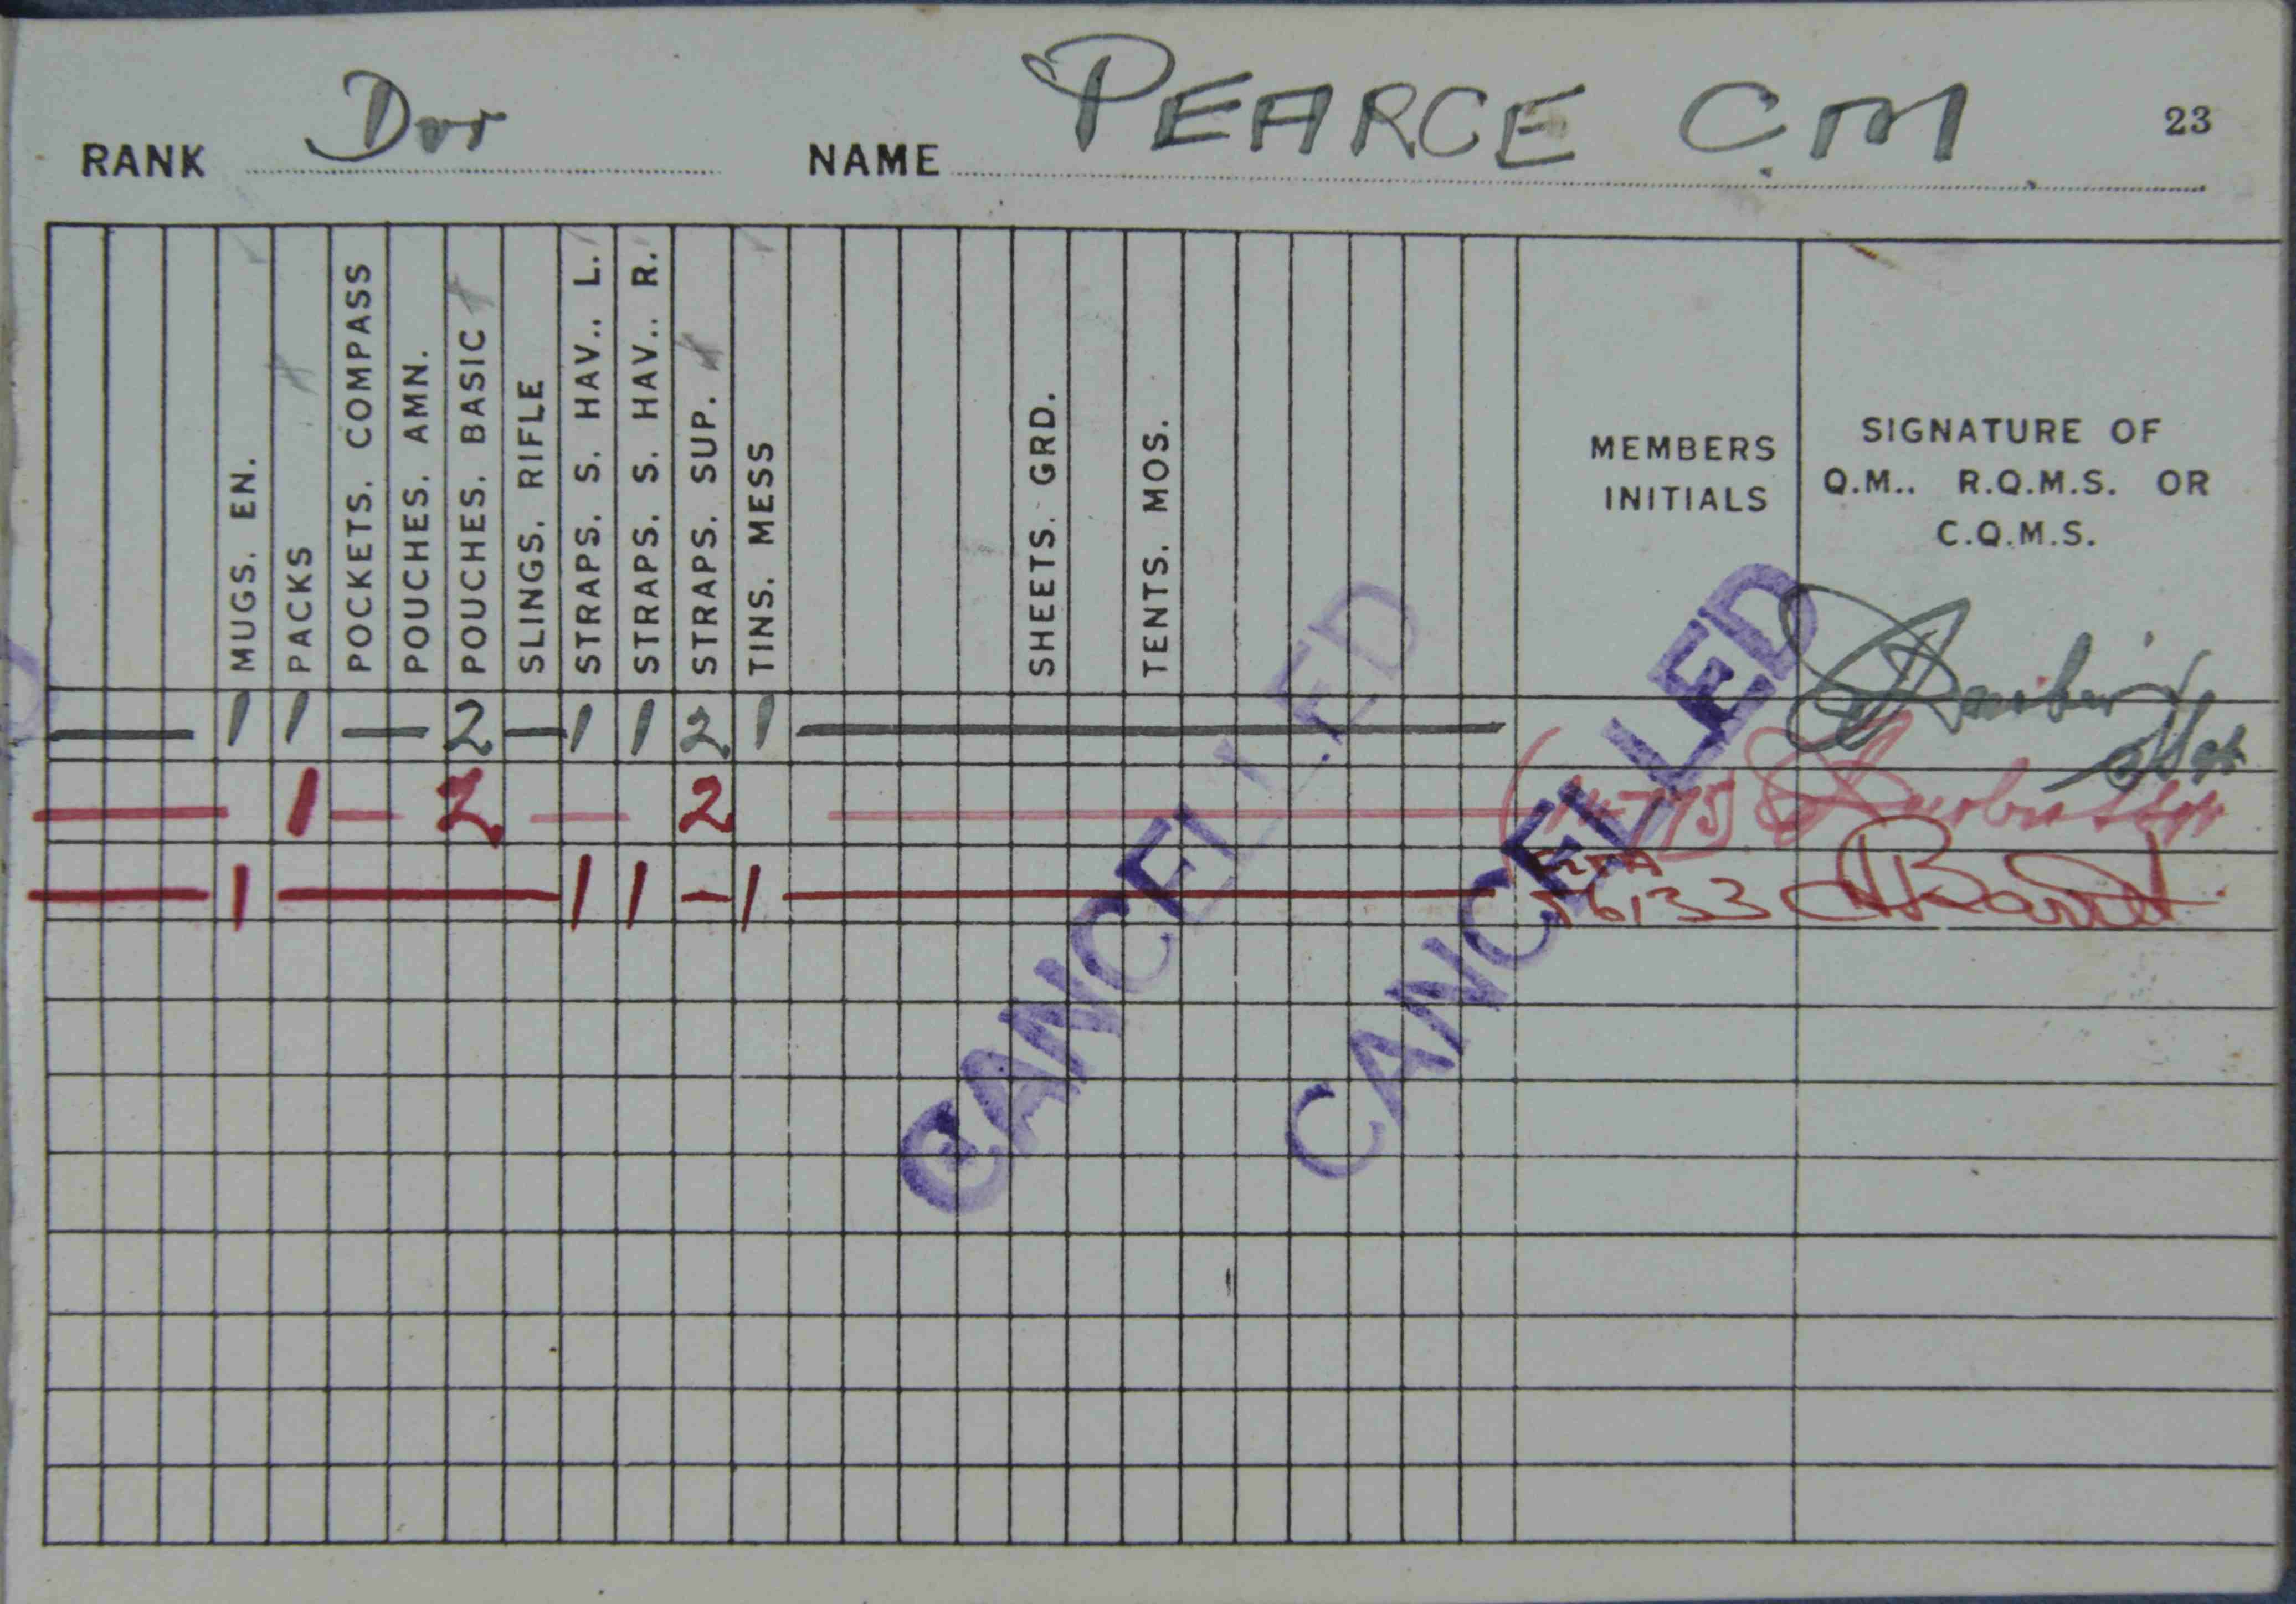 RANK Dvr NAME PEARCE C.M. 23
MUGS. EN.
PACKS
POCKETS. COMPASS
POUCHES. AMN.
POUCHES. BASIC
SLINGS. RIFLE
STRAPS. S. HAV.. L.
STRAPS. S. HAV.. R.
STRAPS. SUP.
TINS. MESS
SHEETS. GRD.
TENTS. MOS.
MEMBERS
INITIALS
SIGNATURE OF
Q.M.. R.Q.M.S. OR
C.Q.M.S.
— 1 1 — 2 — 1 1 2 1 —
— 1 — 2 — 2 —
— 1 — 1 1 — 1 — 16133
CANCELLED
CANCELLED